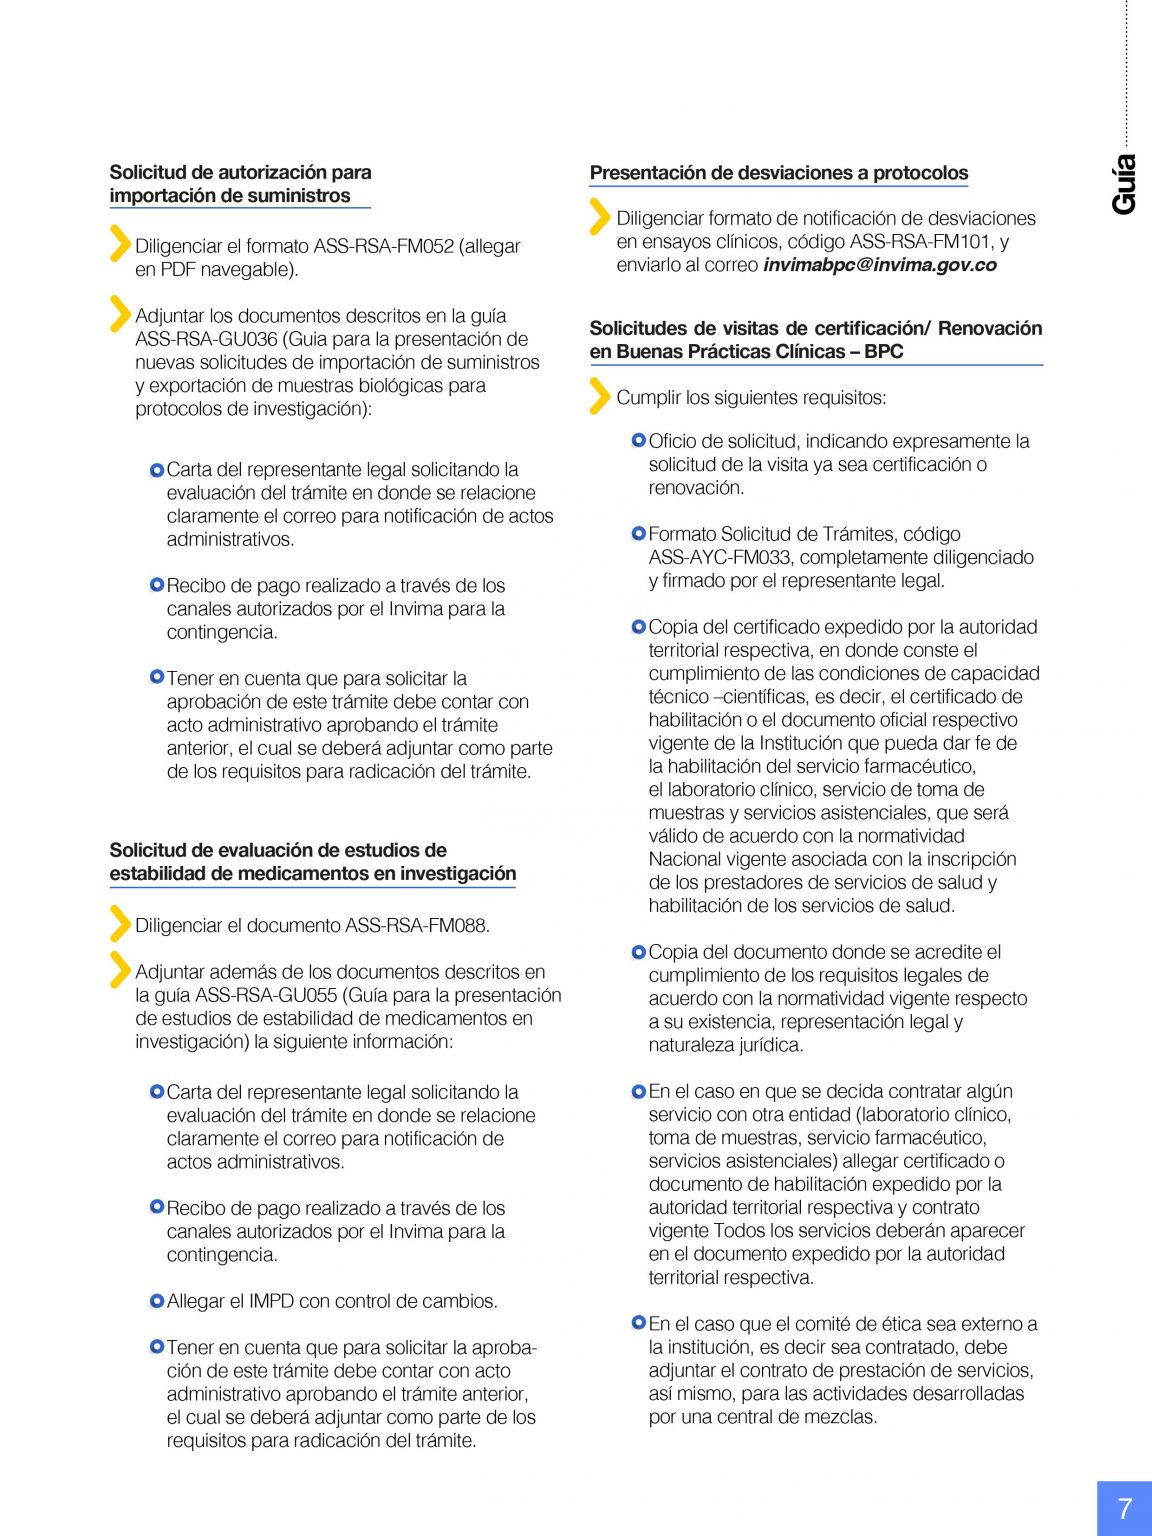 Guía
Solicitud de autorización para
importación de suministros
Diligenciar el formato ASS-RSA-FM052 (allegar
en PDF navegable).
Adjuntar los documentos descritos en la guía
ASS-RSA-GU036 (Guia para la presentación de
nuevas solicitudes de importación de suministros
y exportación de muestras biológicas para
protocolos de investigación):
Carta del representante legal solicitando la
evaluación del trámite en donde se relacione
claramente el correo para notificación de actos
administrativos.
Recibo de pago realizado a través de los
canales autorizados por el Invima para la
contingencia.
Tener en cuenta que para solicitar la
aprobación de este trámite debe contar con
acto administrativo aprobando el trámite
anterior, el cual se deberá adjuntar como parte
de los requisitos para radicación del trámite.
Solicitud de evaluación de estudios de
estabilidad de medicamentos en investigación
Diligenciar el documento ASS-RSA-FM088.
Adjuntar además de los documentos descritos en
la guía ASS-RSA-GU055 (Guía para la presentación
de estudios de estabilidad de medicamentos en
investigación) la siguiente información:
Carta del representante legal solicitando la
evaluación del trámite en donde se relacione
claramente el correo para notificación de
actos administrativos.
Recibo de pago realizado a través de los
canales autorizados por el Invima para la
contingencia.
Allegar el IMPD con control de cambios.
Tener en cuenta que para solicitar la aproba-
ción de este trámite debe contar con acto
administrativo aprobando el trámite anterior,
el cual se deberá adjuntar como parte de los
requisitos para radicación del trámite.
Presentación de desviaciones a protocolos
Diligenciar formato de notificación de desviaciones
en ensayos clínicos, código ASS-RSA-FM101, y
enviarlo al correo invimabpc@invima.gov.co
Solicitudes de visitas de certificación/ Renovación
en Buenas Prácticas Clínicas – BPC
Cumplir los siguientes requisitos:
Oficio de solicitud, indicando expresamente la
solicitud de la visita ya sea certificación o
renovación.
Formato Solicitud de Trámites, código
ASS-AYC-FM033, completamente diligenciado
y firmado por el representante legal.
Copia del certificado expedido por la autoridad
territorial respectiva, en donde conste el
cumplimiento de las condiciones de capacidad
técnico –científicas, es decir, el certificado de
habilitación o el documento oficial respectivo
vigente de la Institución que pueda dar fe de
la habilitación del servicio farmacéutico,
el laboratorio clínico, servicio de toma de
muestras y servicios asistenciales, que será
válido de acuerdo con la normatividad
Nacional vigente asociada con la inscripción
de los prestadores de servicios de salud y
habilitación de los servicios de salud.
Copia del documento donde se acredite el
cumplimiento de los requisitos legales de
acuerdo con la normatividad vigente respecto
a su existencia, representación legal y
naturaleza jurídica.
En el caso en que se decida contratar algún
servicio con otra entidad (laboratorio clínico,
toma de muestras, servicio farmacéutico,
servicios asistenciales) allegar certificado o
documento de habilitación expedido por la
autoridad territorial respectiva y contrato
vigente Todos los servicios deberán aparecer
en el documento expedido por la autoridad
territorial respectiva.
En el caso que el comité de ética sea externo a
la institución, es decir sea contratado, debe
adjuntar el contrato de prestación de servicios,
así mismo, para las actividades desarrolladas
por una central de mezclas.
7